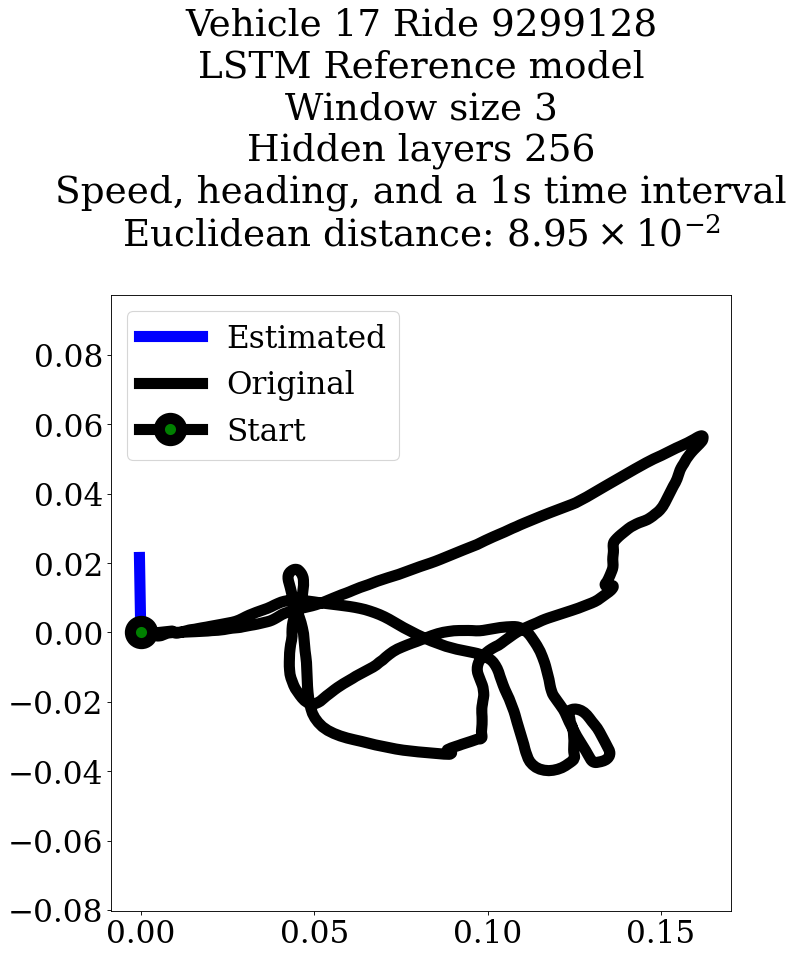 Vehicle 17 Ride 9299128
LSTM Reference model
Window size 3
Hidden layers 256
Speed, heading, and a 1s time interval
Euclidean distance: 8.95 × 10⁻²
Estimated
Original
Start
0.08
0.06
0.04
0.02
0.00
−0.02
−0.04
−0.06
−0.08
0.00 0.05 0.10 0.15